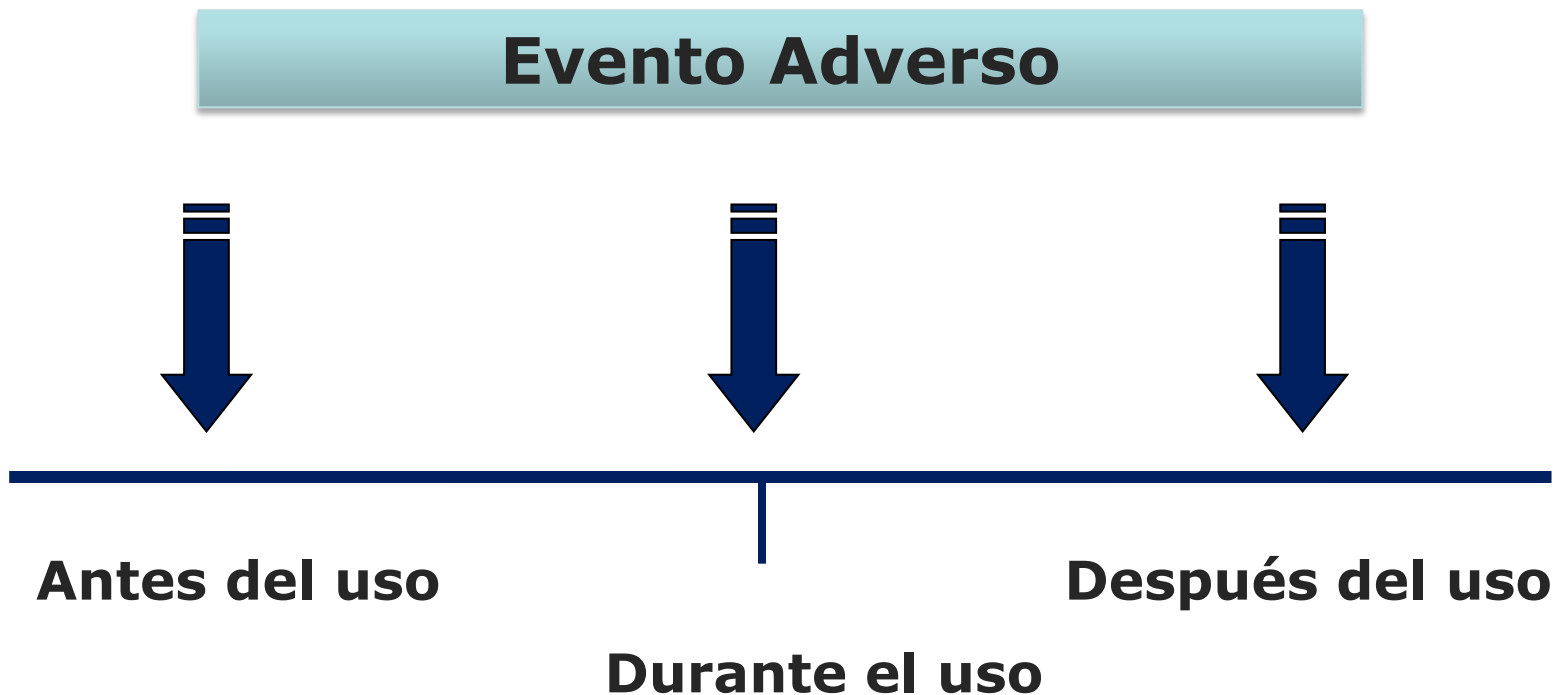 Evento Adverso
Antes del uso
Durante el uso
Después del uso